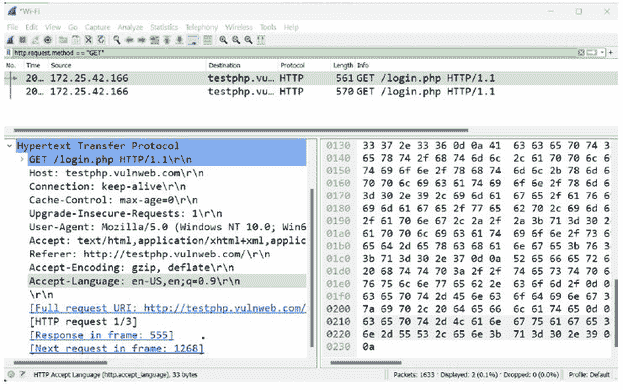 *Wi-Fi
File Edit View Go Capture Analyze Statistics Telephony Wireless Tools Help
http.request.method == "GET"
No. Time Source Destination Protocol Length Info
20… 172.25.42.166 testphp.vu… HTTP 561 GET /login.php HTTP/1.1
20… 172.25.42.166 testphp.vu… HTTP 570 GET /login.php HTTP/1.1
Hypertext Transfer Protocol
GET /login.php HTTP/1.1\r\n
Host: testphp.vulnweb.com\r\n
Connection: keep-alive\r\n
Cache-Control: max-age=0\r\n
Upgrade-Insecure-Requests: 1\r\n
User-Agent: Mozilla/5.0 (Windows NT 10.0; Win6
Accept: text/html,application/xhtml+xml,applic
Referer: http://testphp.vulnweb.com/\r\n
Accept-Encoding: gzip, deflate\r\n
Accept-Language: en-US,en;q=0.9\r\n
\r\n
[Full request URI: http://testphp.vulnweb.com/
[HTTP request 1/3]
[Response in frame: 555]
[Next request in frame: 1268]
0130 33 37 2e 33 36 0d 0a 41 63 63 65 70 74 3
0140 65 78 74 2f 68 74 6d 6c 2c 61 70 70 6c 6
0150 74 69 6f 6e 2f 78 68 74 6d 6c 2b 78 6d 6
0160 70 70 6c 69 63 61 74 69 6f 6e 2f 78 6d 6
0170 3d 30 2e 39 2c 69 6d 61 67 65 2f 61 76 6
0180 69 6d 61 67 65 2f 77 65 62 70 2c 69 6d 6
0190 2f 61 70 6e 67 2c 2a 2f 2a 3b 71 3d 30 2
01a0 61 70 70 6c 69 63 61 74 69 6f 6e 2f 73 6
01b0 65 64 2d 65 78 63 68 61 6e 67 65 3b 76 3
01c0 3b 71 3d 30 2e 37 0d 0a 52 65 66 65 72 6
01d0 20 68 74 74 70 3a 2f 2f 74 65 73 74 70 6
01e0 76 75 6c 6e 77 65 62 2e 63 6f 6d 2f 0d 0
01f0 63 65 70 74 2d 45 6e 63 6f 64 69 6e 67 3
0200 7a 69 70 2c 20 64 65 66 6c 61 74 65 0d 0
0210 63 65 70 74 2d 4c 61 6e 67 75 61 67 65 3
0220 6e 2d 55 53 2c 65 6e 3b 71 3d 30 2e 39 0
0230 0a
HTTP Accept Language (http.accept_language), 33 bytes
Packets: 1633 · Displayed: 2 (0.1%) · Dropped: 0 (0.0%)
Profile: Default